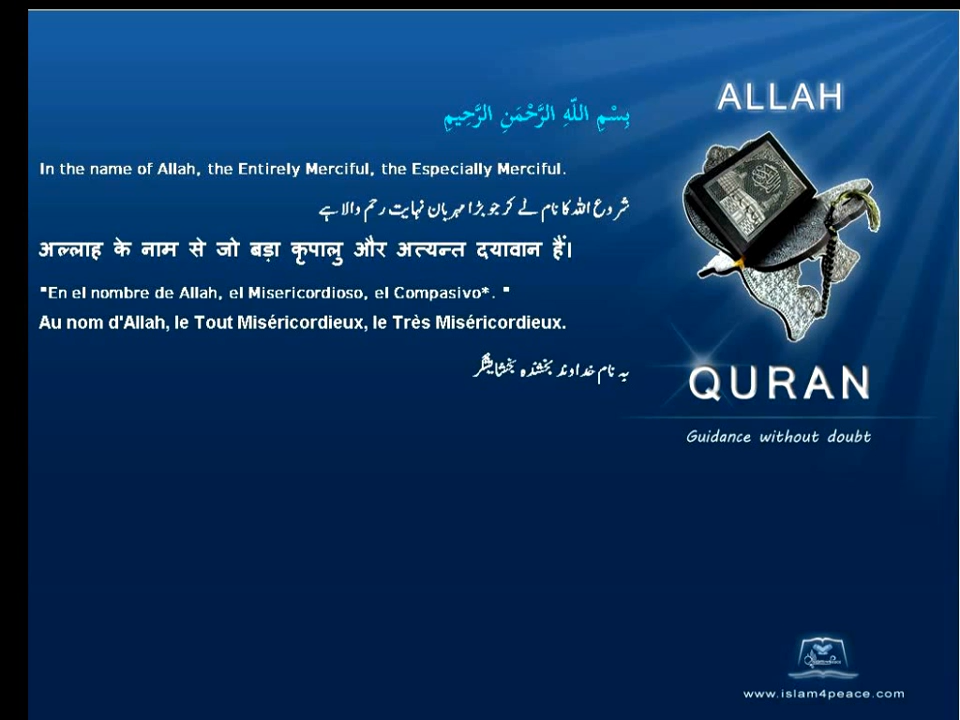 بِسْمِ اللّهِ الرَّحْمَنِ الرَّحِيمِ
In the name of Allah, the Entirely Merciful, the Especially Merciful.
شروع اللہ کا نام لے کر جو بڑا مہربان نہایت رحم والا ہے
अल्लाह के नाम से जो बड़ा कृपालु और अत्यन्त दयावान हैं।
"En el nombre de Allah, el Misericordioso, el Compasivo*. "
Au nom d'Allah, le Tout Miséricordieux, le Très Miséricordieux.
به نام خداوند بخشنده بخشایشگر
ALLAH
QURAN
Guidance without doubt
www.islam4peace.com